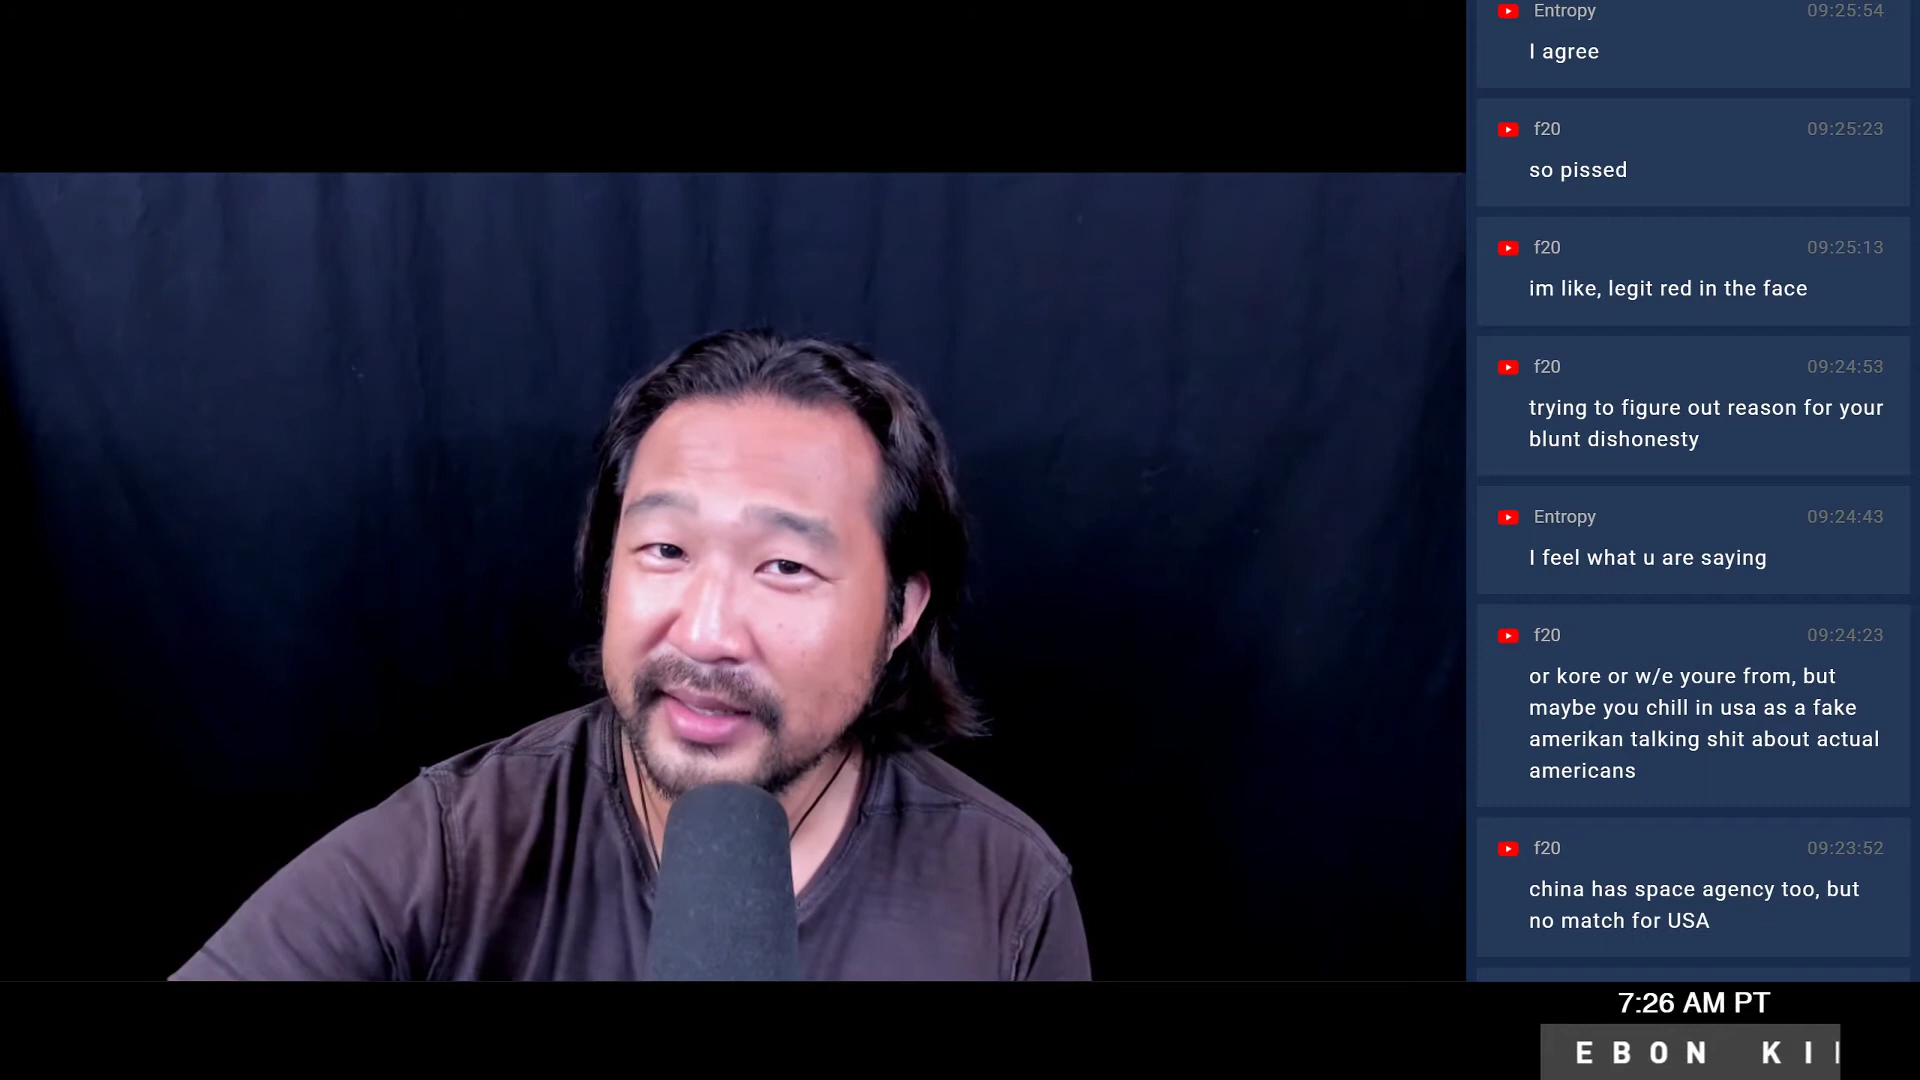 Entropy 09:25:54
I agree
f20 09:25:23
so pissed
f20 09:25:13
im like, legit red in the face
f20 09:24:53
trying to figure out reason for your
blunt dishonesty
Entropy 09:24:43
I feel what u are saying
f20 09:24:23
or kore or w/e youre from, but
maybe you chill in usa as a fake
amerikan talking shit about actual
americans
f20 09:23:52
china has space agency too, but
no match for USA
7:26 AM PT
EBON KI